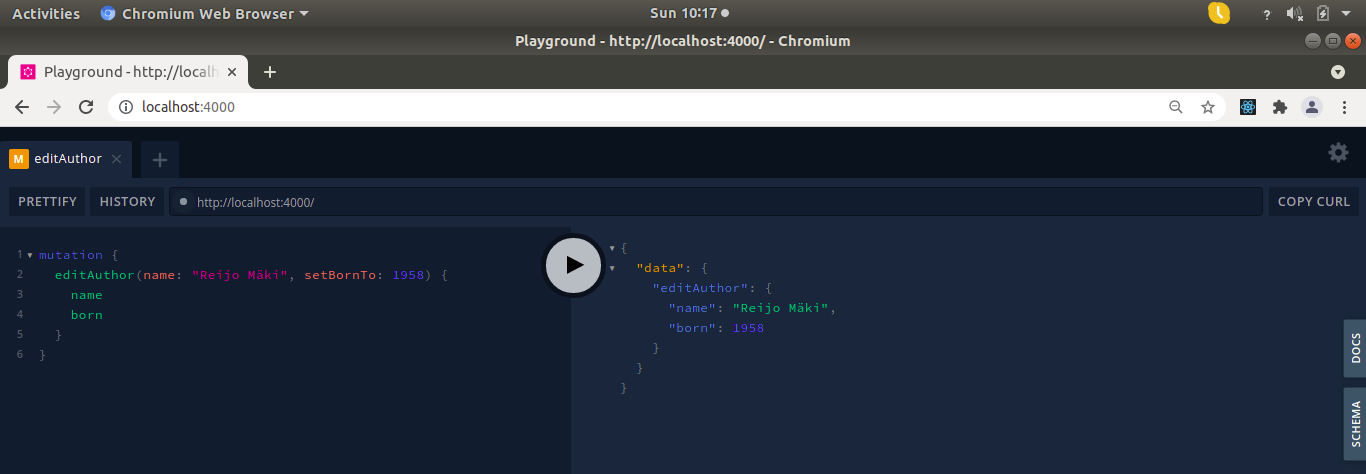 Activities Chromium Web Browser Sun 10:17
Playground - http://localhost:4000/ - Chromium
Playground - http://localh
localhost:4000
M editAuthor
PRETTIFY HISTORY http://localhost:4000/ COPY CURL
1 mutation {
2 editAuthor(name: "Reijo Mäki", setBornTo: 1958) {
3 name
4 born
5 }
6 }
{
"data": {
"editAuthor": {
"name": "Reijo Mäki",
"born": 1958
}
}
}
DOCS
SCHEMA